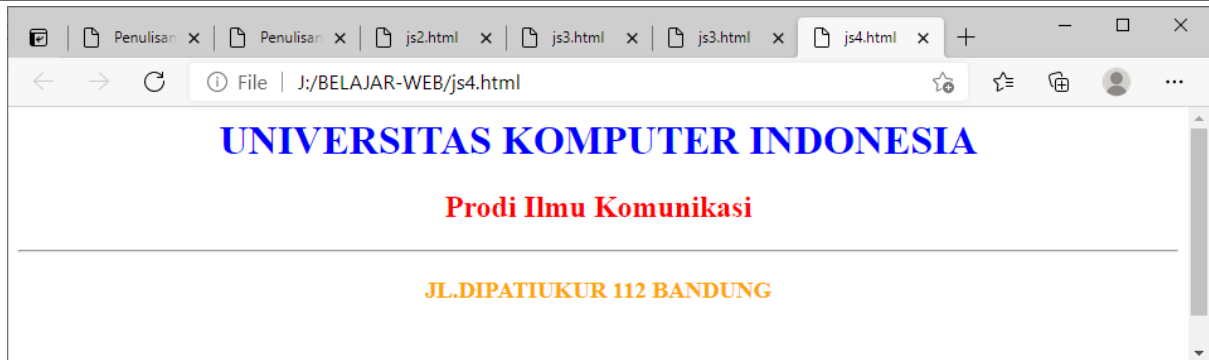 Penulisan Penulisan js2.html js3.html js3.html js4.html
File J:/BELAJAR-WEB/js4.html
UNIVERSITAS KOMPUTER INDONESIA
Prodi Ilmu Komunikasi
JL.DIPATIUKUR 112 BANDUNG